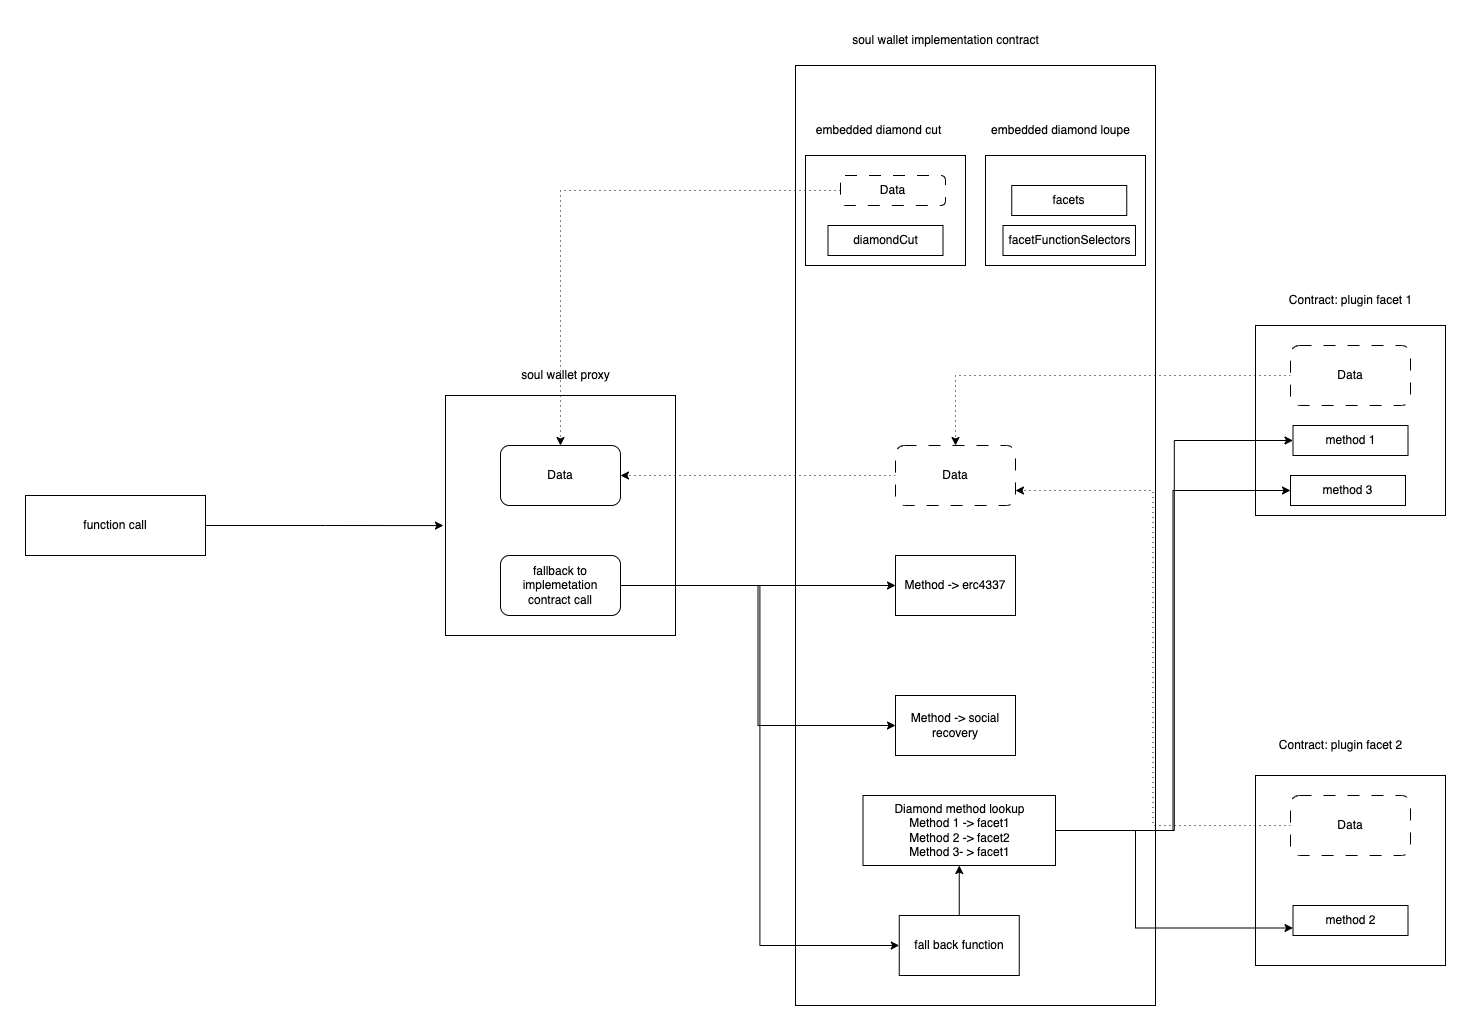 soul wallet implementation contract
embedded diamond cut
embedded diamond loupe
Data
diamondCut
facets
facetFunctionSelectors
Contract: plugin facet 1
Data
method 1
method 3
soul wallet proxy
Data
fallback to
implemetation
contract call
function call
Data
Method -> erc4337
Method -> social
recovery
Diamond method lookup
Method 1 -> facet1
Method 2 -> facet2
Method 3- > facet1
fall back function
Contract: plugin facet 2
Data
method 2